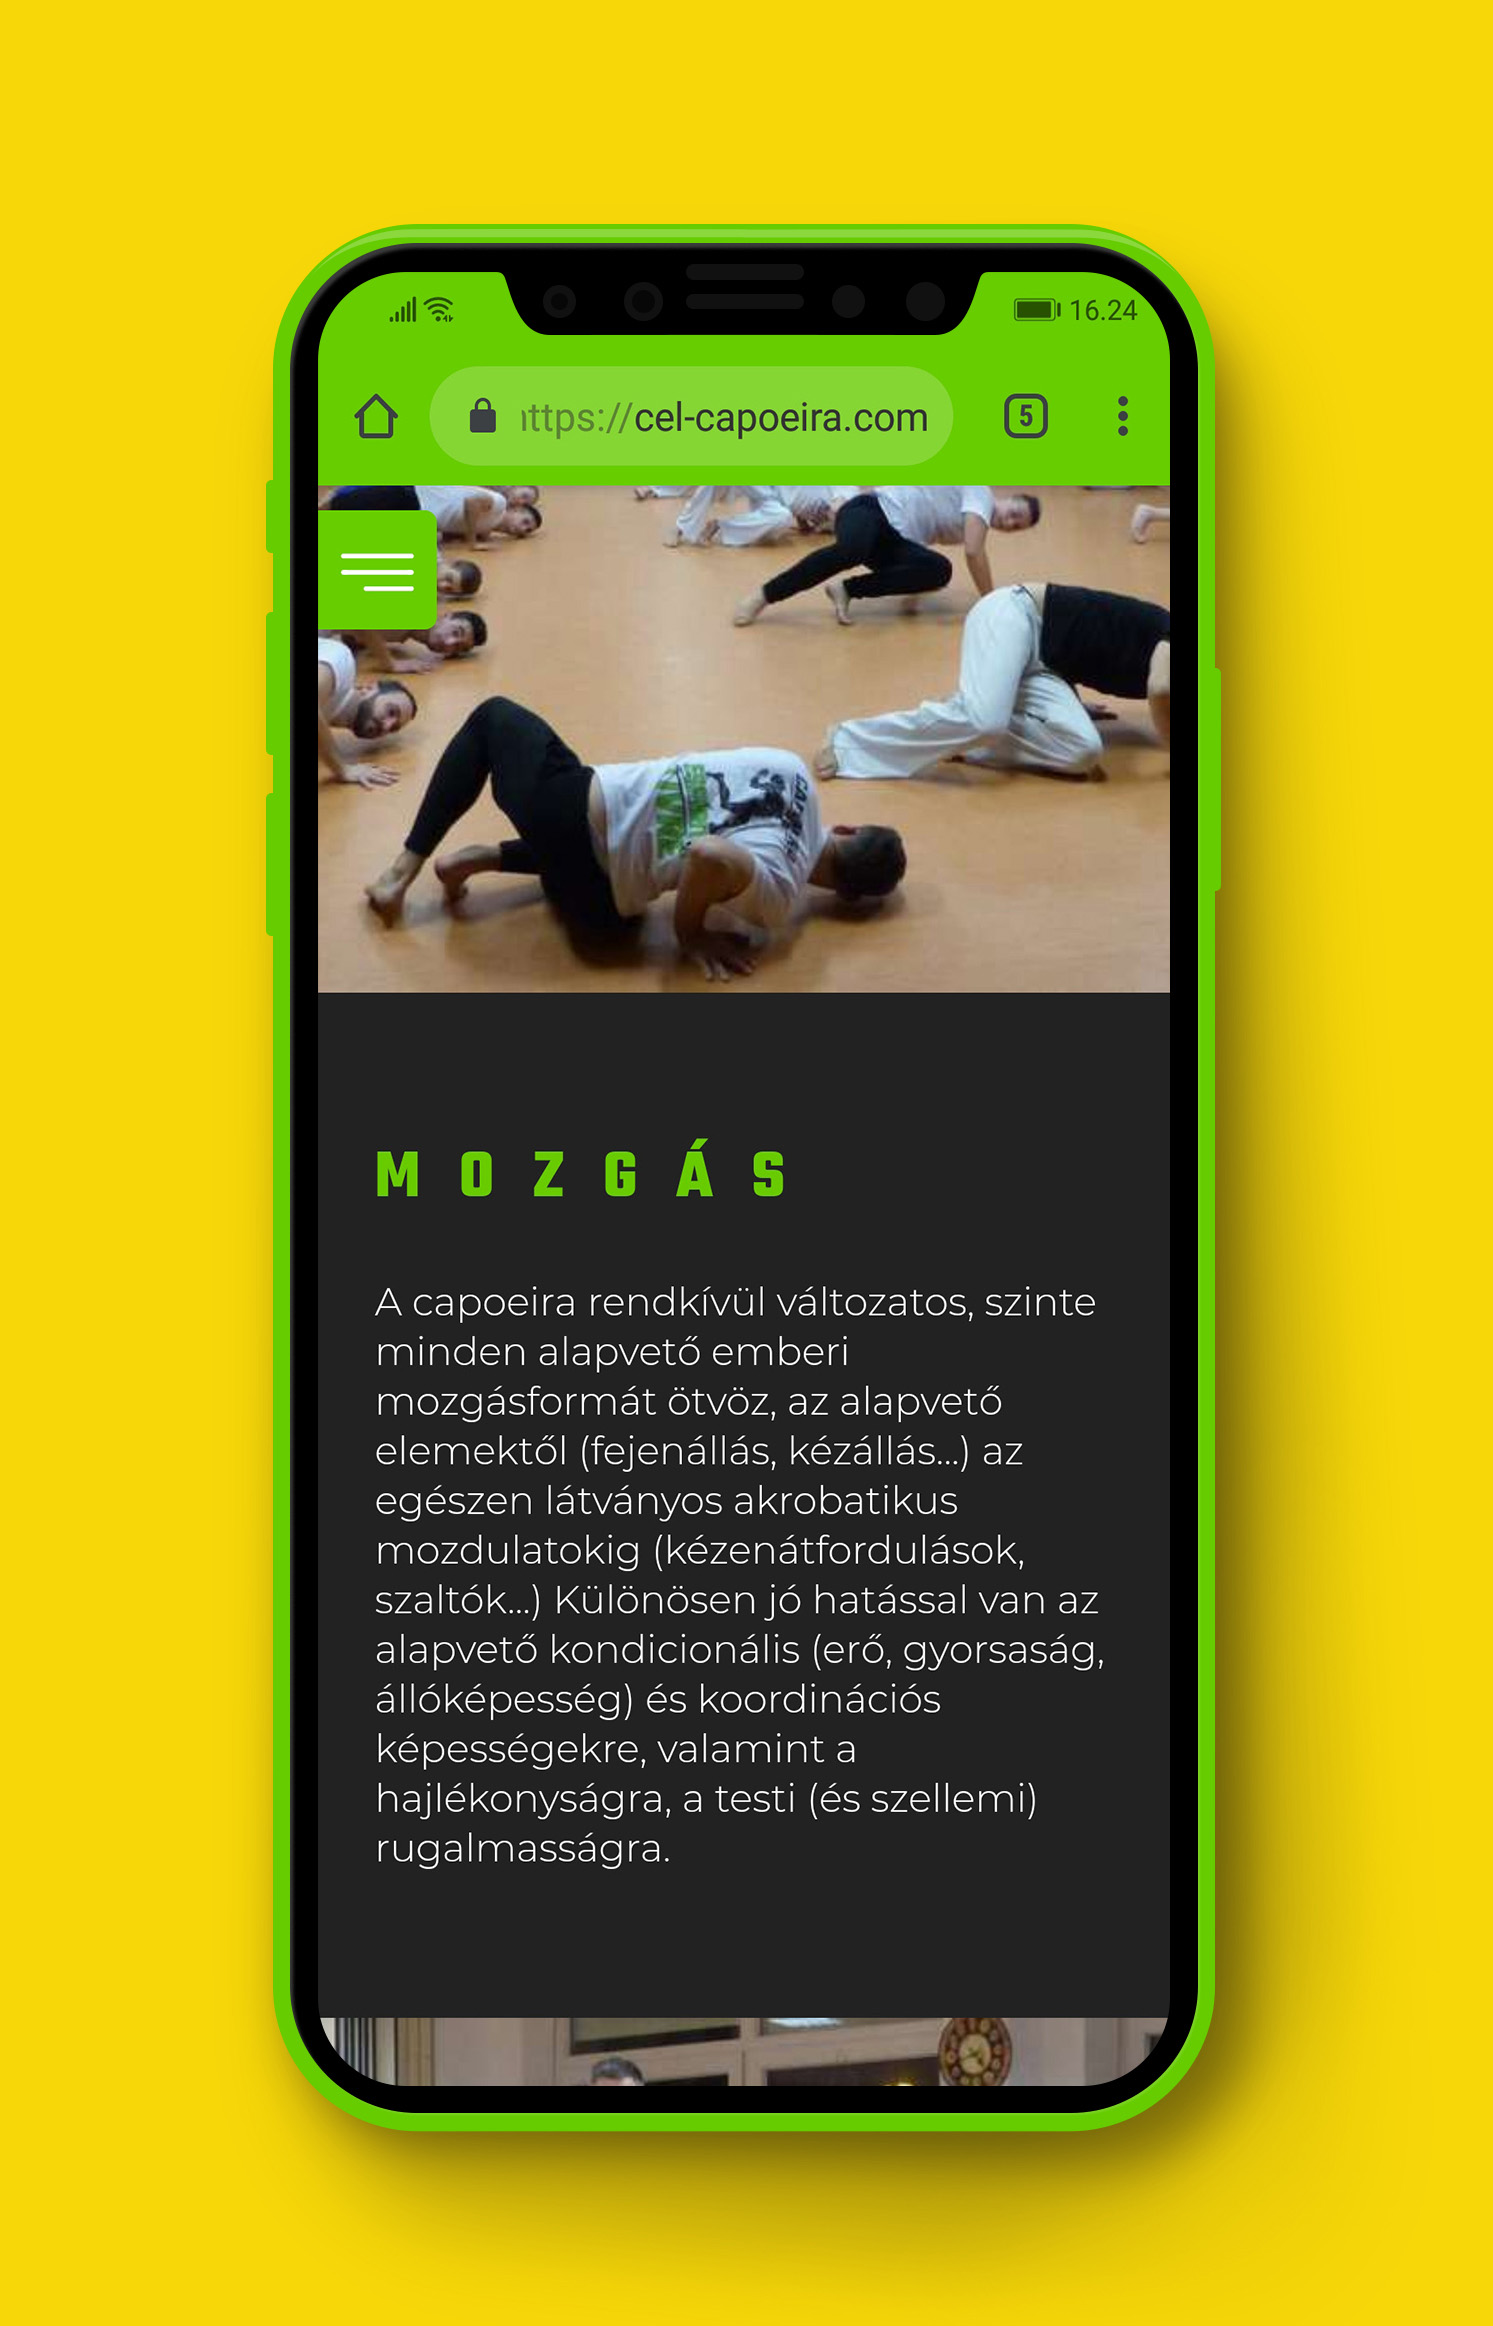 16.24
https://cel-capoeira.com
5
MOZGÁS
A capoeira rendkívül változatos, szinte
minden alapvető emberi
mozgásformát ötvöz, az alapvető
elemektől (fejenállás, kézállás...) az
egészen látványos akrobatikus
mozdulatokig (kézenátfordulások,
szaltók...) Különösen jó hatással van az
alapvető kondicionális (erő, gyorsaság,
állóképesség) és koordinációs
képességekre, valamint a
hajlékonyságra, a testi (és szellemi)
rugalmasságra.